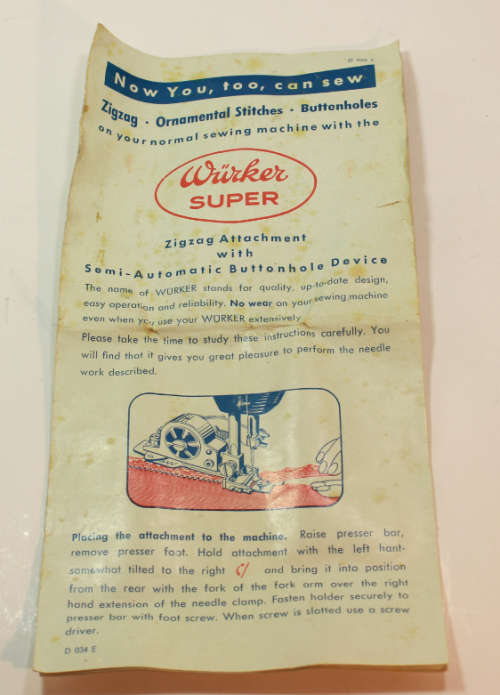 Now You, too, can sew
Zigzag · Ornamental Stitches · Buttonholes
on your normal sewing machine with the
Würker
SUPER
Zigzag Attachment
with
Semi-Automatic Buttonhole Device
The name of WÜRKER stands for quality, up-to-date design,
easy operation and reliability. No wear on your sewing machine
even when you use your WÜRKER extensively.
Please take the time to study these instructions carefully. You
will find that it gives you great pleasure to perform the needle
work described.
Placing the attachment to the machine. Raise presser bar,
remove presser foot. Hold attachment with the left hant-
somewhat tilted to the right and bring it into position
from the rear with the fork of the fork arm over the right
hand extension of the needle clamp. Fasten holder securely to
presser bar with foot screw. When screw is slotted use a screw
driver.
D 034 E